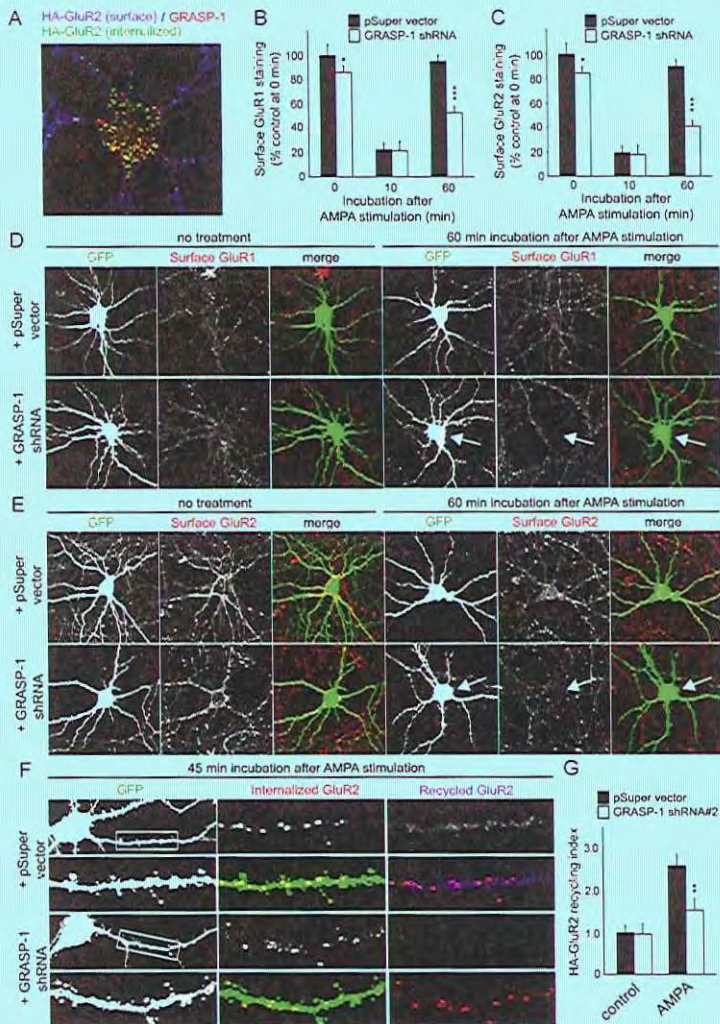 A
HA-GluR2 (surface) / GRASP-1
HA-GluR2 (internalized)
B
pSuper vector
GRASP-1 shRNA
Surface GluR1 staining
(% control at 0 min)
100
80
60
40
20
*
***
0
10
60
Incubation after
AMPA stimulation (min)
C
pSuper vector
GRASP-1 shRNA
Surface GluR2 staining
(% control at 0 min)
100
80
60
40
20
*
***
0
10
60
Incubation after
AMPA stimulation (min)
D
no treatment
60 min incubation after AMPA stimulation
GFP
Surface GluR1
merge
GFP
Surface GluR1
merge
+ pSuper
vector
+ GRASP-1
shRNA
E
no treatment
60 min incubation after AMPA stimulation
GFP
Surface GluR2
merge
GFP
Surface GluR2
merge
+ pSuper
vector
+ GRASP-1
shRNA
F
45 min incubation after AMPA stimulation
GFP
Internalized GluR2
Recycled GluR2
+ pSuper
vector
+ GRASP-1
shRNA
G
pSuper vector
GRASP-1 shRNA#2
HA-GluR2 recycling index
3.0
2.0
1.0
0
**
control
AMPA